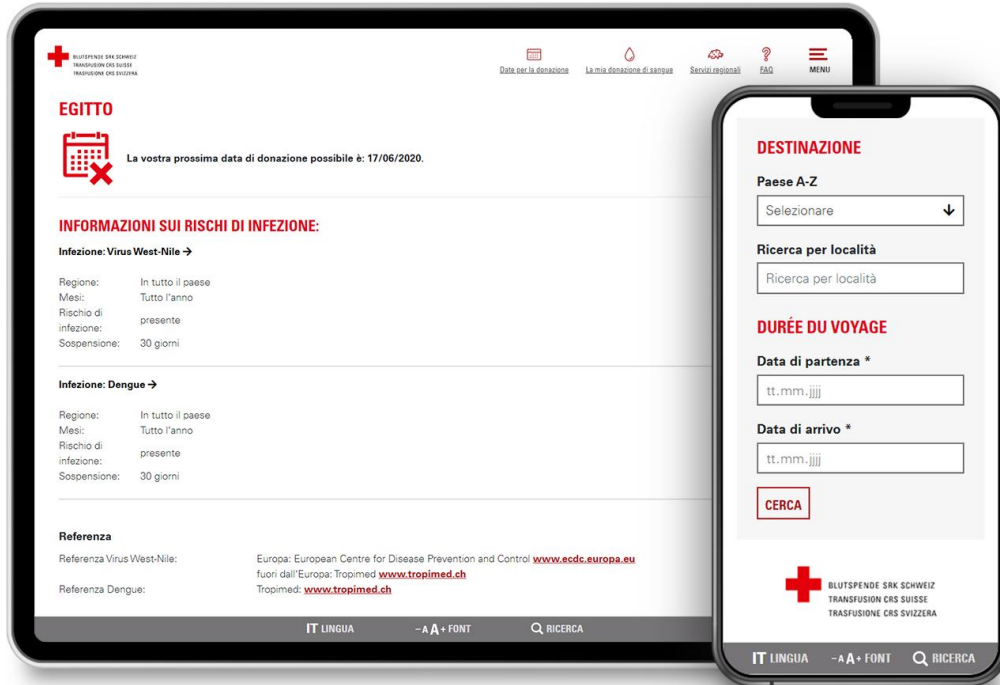 BLUTSPENDE SRK SCHWEIZ
TRANSFUSION CRS SUISSE
TRASFUSIONE CRS SVIZZERA
Date per la donazione
La mia donazione di sangue
Servizi regionali
FAQ
MENU
EGITTO
La vostra prossima data di donazione possibile è: 17/06/2020.
INFORMAZIONI SUI RISCHI DI INFEZIONE:
Infezione: Virus West-Nile →
Regione: In tutto il paese
Mesi: Tutto l'anno
Rischio di
infezione: presente
Sospensione: 30 giorni
Infezione: Dengue →
Regione: In tutto il paese
Mesi: Tutto l'anno
Rischio di
infezione: presente
Sospensione: 30 giorni
Referenza
Referenza Virus West-Nile: Europa: European Centre for Disease Prevention and Control www.ecdc.europa.eu
fuori dall'Europa: Tropimed www.tropimed.ch
Referenza Dengue: Tropimed: www.tropimed.ch
IT LINGUA
-A A+ FONT
RICERCA
DESTINAZIONE
Paese A-Z
Selezionare
Ricerca per località
Ricerca per località
DURÉE DU VOYAGE
Data di partenza *
tt.mm.jjjj
Data di arrivo *
tt.mm.jjjj
CERCA
BLUTSPENDE SRK SCHWEIZ
TRANSFUSION CRS SUISSE
TRASFUSIONE CRS SVIZZERA
IT LINGUA
-A A+ FONT
RICERCA